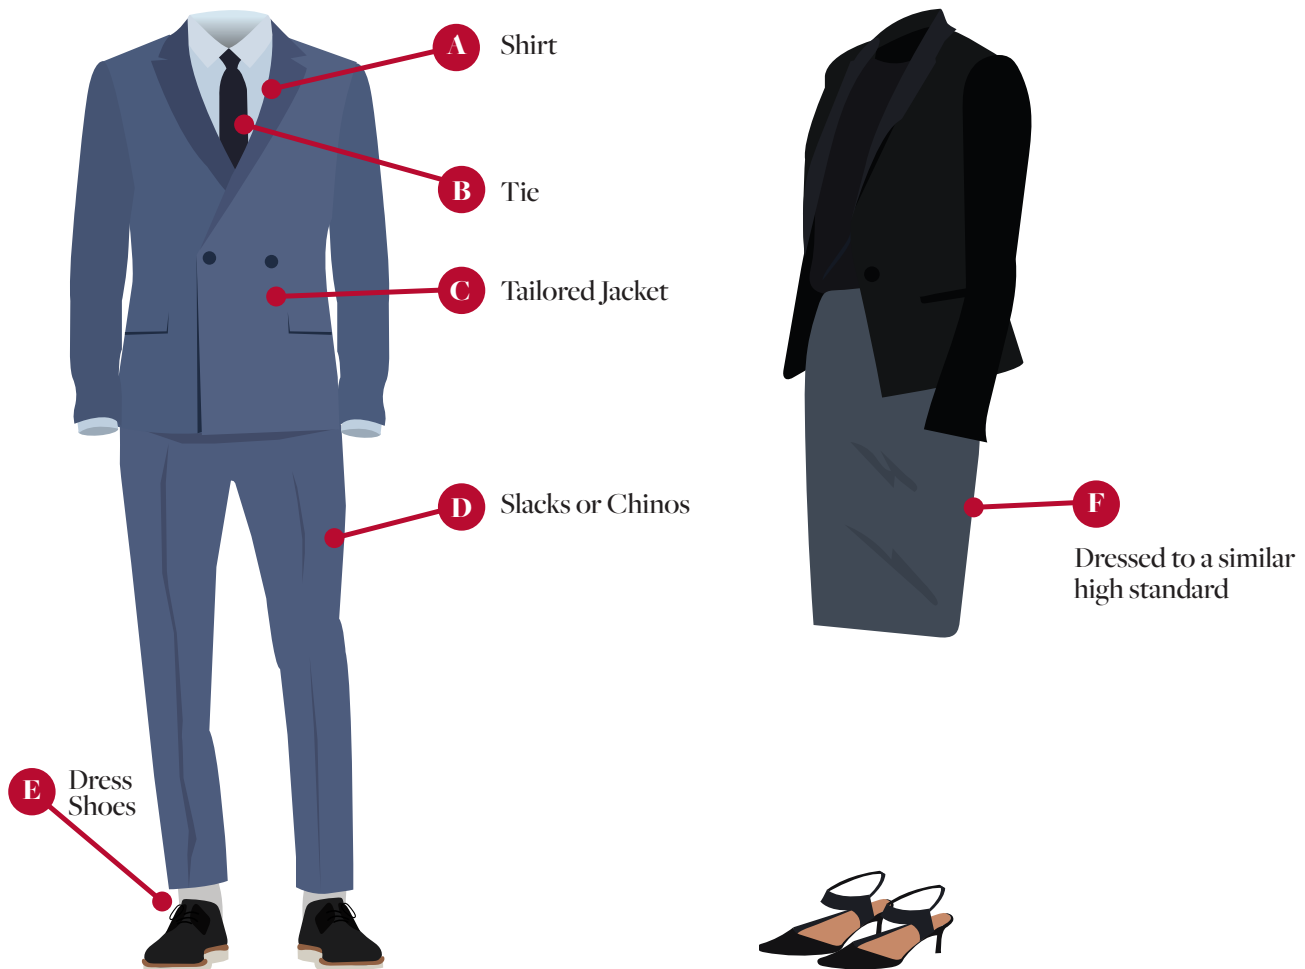 A Shirt
B Tie
C Tailored Jacket
D Slacks or Chinos
F
Dressed to a similar
high standard
E Dress
Shoes